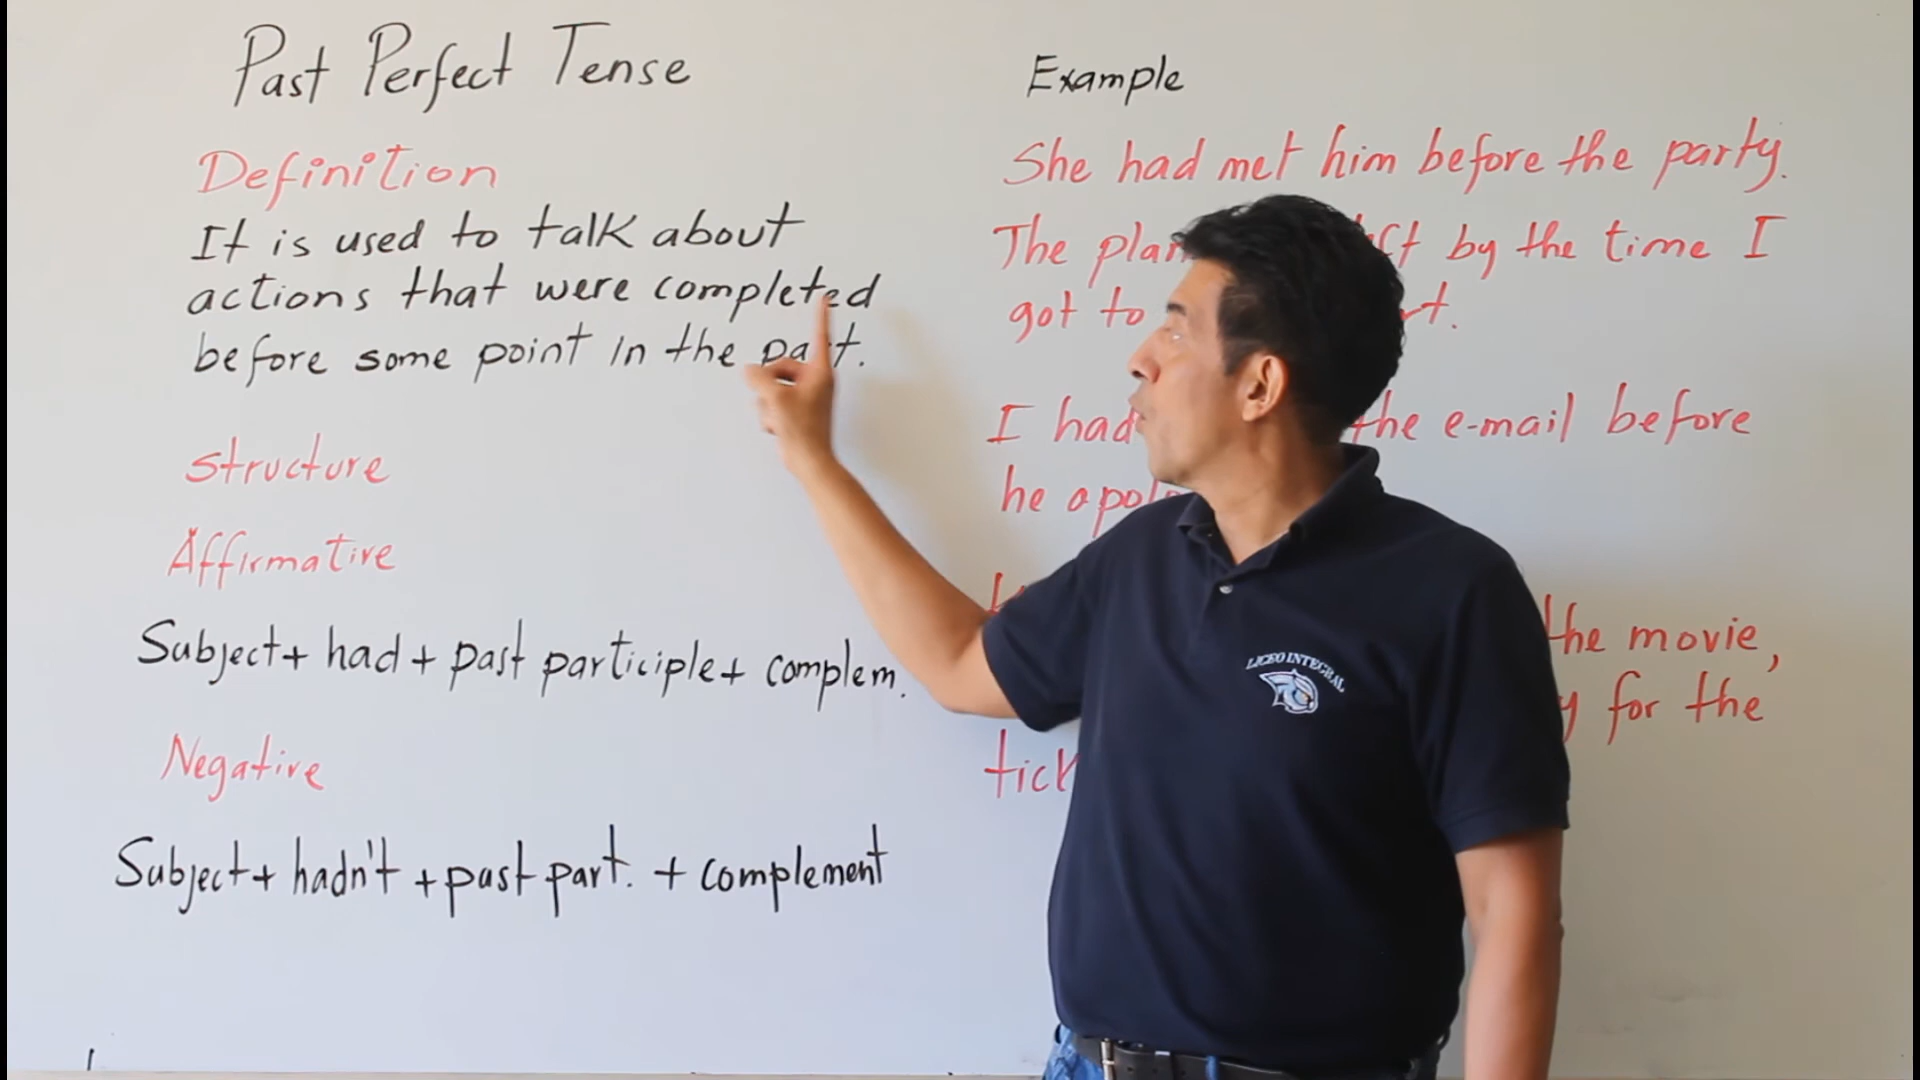 Past Perfect Tense
Definition
It is used to talk about
actions that were completed
before some point in the past.
Structure
Affirmative
Subject + had + past participle + complem.
Negative
Subject + hadn't + past part. + complement
Example
She had met him before the party.
The by the time I
got to
I had the e-mail before
he
the movie,
for the
LICEO INTEGRAL